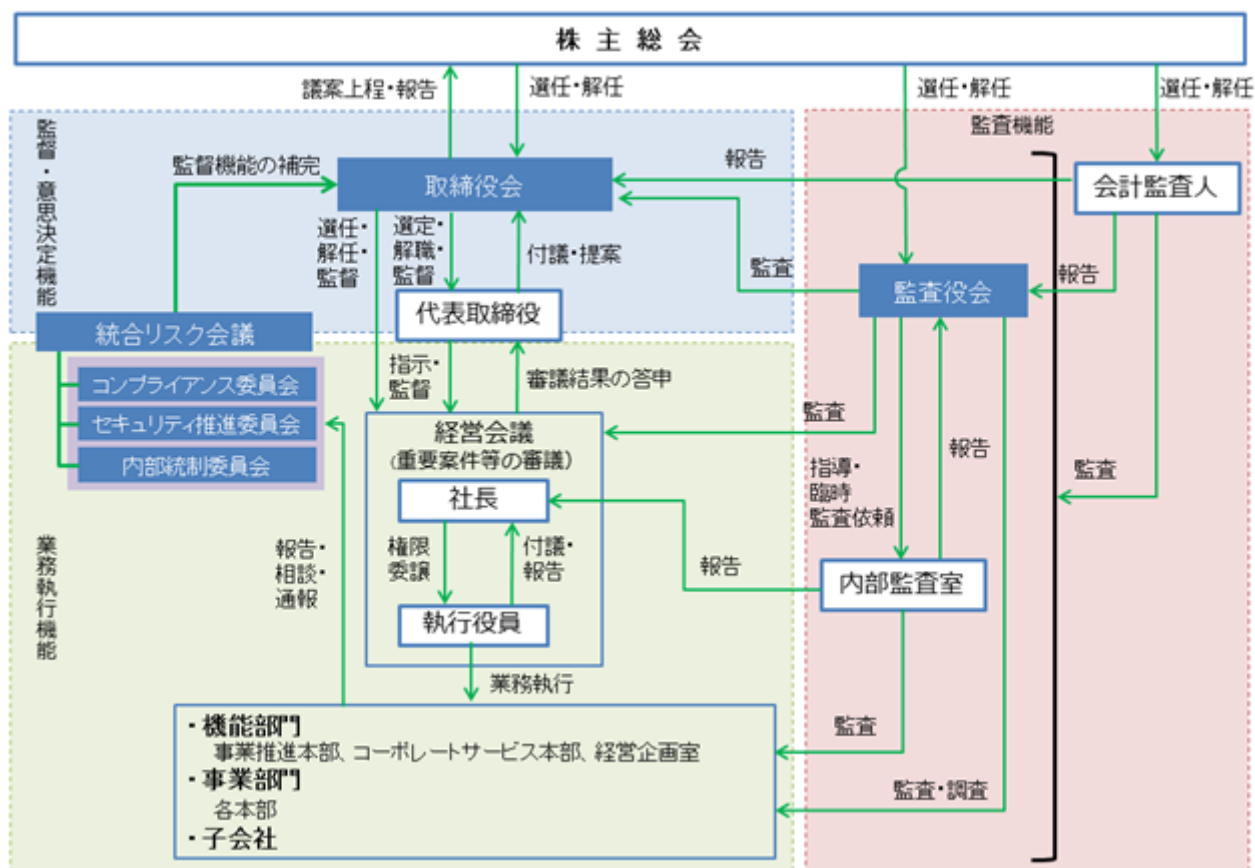 株主総会
議案上程・報告
選任・解任
選任・解任
選任・解任
監督・意思決定機能
監査機能
監督機能の補完
取締役会
報告
会計監査人
選任・
解任・
監督
選定・
解職・
監督
付議・提案
監査
監査役会
報告
代表取締役
統合リスク会議
コンプライアンス委員会
セキュリティ推進委員会
内部統制委員会
指示・
監督
審議結果の答申
監査
経営会議
(重要案件等の審議)
社長
権限
委譲
付議・
報告
執行役員
報告
指導・
臨時
監査依頼
報告
監査
内部監査室
業務執行機能
報告・
相談・
通報
業務執行
・機能部門
事業推進本部、コーポレートサービス本部、経営企画室
・事業部門
各本部
・子会社
監査
監査・調査